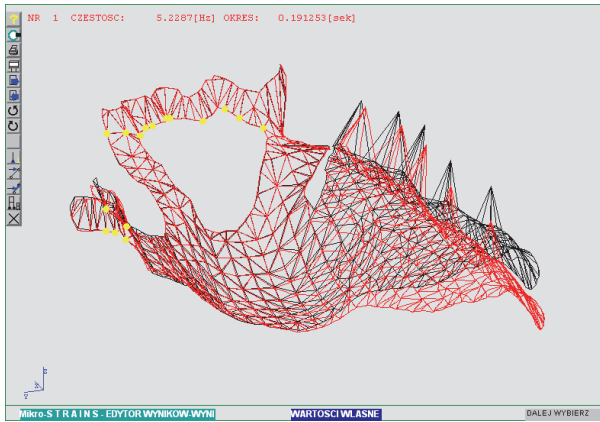 NR 1 CZESTOSC: 5.2287[Hz] OKRES: 0.191253[sek]
Mikro-S T R A I N S - EDYTOR WYNIKOW-WYNI WARTOSCI WLASNE DALEJ WYBIERZ